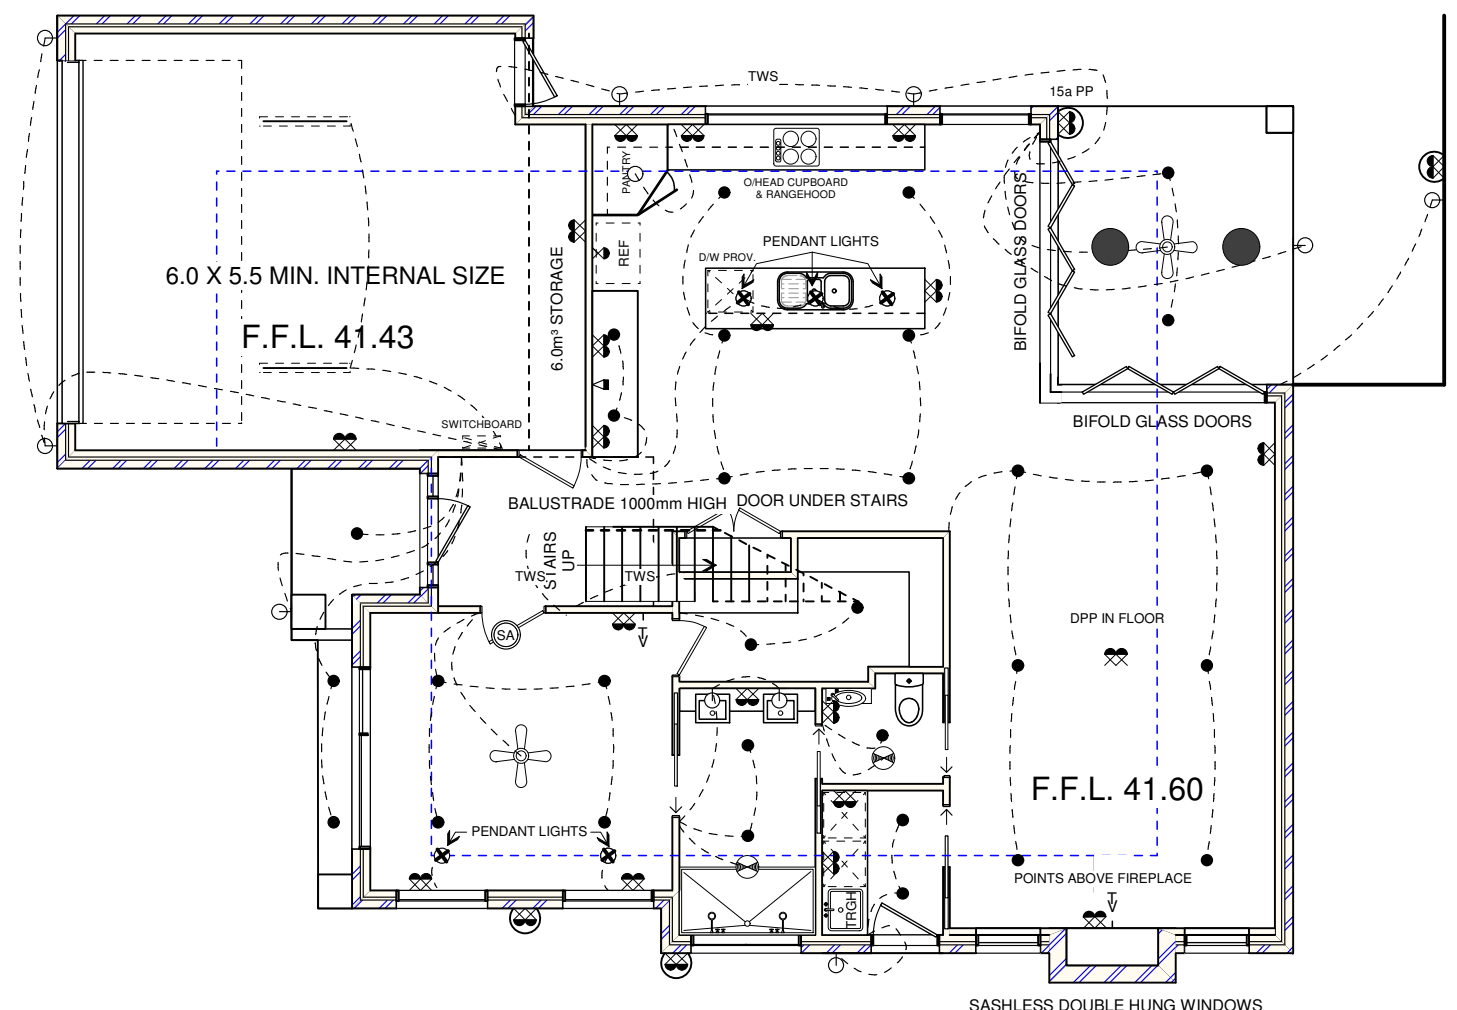 TWS
15a PP
PANTRY
O/HEAD CUPBOARD
& RANGEHOOD
BIFOLD GLASS DOORS
REF
PENDANT LIGHTS
D/W PROV.
6.0 X 5.5 MIN. INTERNAL SIZE
6.0m³ STORAGE
F.F.L. 41.43
SWITCHBOARD
BIFOLD GLASS DOORS
BALUSTRADE 1000mm HIGH
DOOR UNDER STAIRS
STAIRS
UP
TWS
TWS
DPP IN FLOOR
SA
F.F.L. 41.60
PENDANT LIGHTS
POINTS ABOVE FIREPLACE
TRGH
SASHLESS DOUBLE HUNG WINDOWS